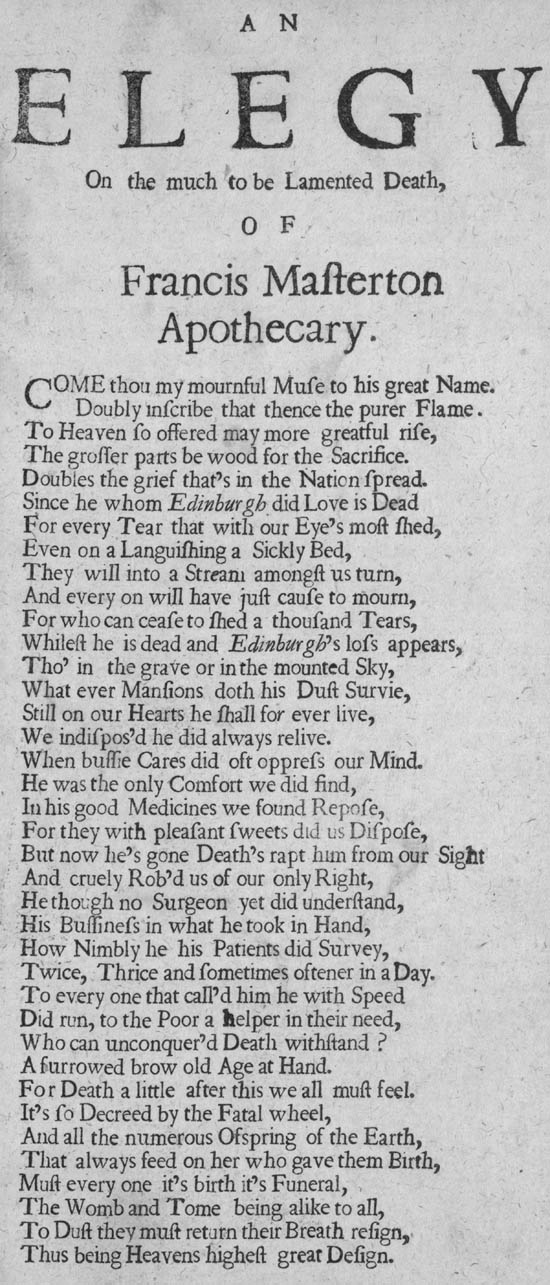 AN
ELEGY
On the much to be Lamented Death,
OF
Francis Maſterton
Apothecary.
COME thou my mournful Muſe to his great Name.
Doubly inſcribe that thence the purer Flame.
To Heaven ſo offered may more greatful riſe,
The groſſer parts be wood for the Sacrifice.
Doubles the grief that's in the Nation ſpread.
Since he whom Edinburgh did Love is Dead
For every Tear that with our Eye's moſt ſhed,
Even on a Languiſhing a Sickly Bed,
They will into a Stream amongſt us turn,
And every on will have juſt cauſe to mourn,
For who can ceaſe to ſhed a thouſand Tears,
Whileſt he is dead and Edinburgh's loſs appears,
Tho' in the grave or in the mounted Sky,
What ever Manſions doth his Duſt Survie,
Still on our Hearts he ſhall for ever live,
We indiſpos'd he did always relive.
When buſſie Cares did oft oppreſs our Mind.
He was the only Comfort we did find,
In his good Medicines we found Repoſe,
For they with pleaſant ſweets did us Diſpoſe,
But now he's gone Death's rapt him from our Sight
And cruely Rob'd us of our only Right,
He though no Surgeon yet did underſtand,
His Buſſineſs in what he took in Hand,
How Nimbly he his Patients did Survey,
Twice, Thrice and ſometimes oftener in a Day.
To every one that call'd him he with Speed
Did run, to the Poor a helper in their need,
Who can unconquer'd Death withſtand ?
A furrowed brow old Age at Hand.
For Death a little after this we all muſt feel.
It's ſo Decreed by the Fatal wheel,
And all the numerous Ofspring of the Earth,
That always feed on her who gave them Birth,
Muſt every one it's birth it's Funeral,
The Womb and Tome being alike to all,
To Duſt they muſt return their Breath reſign,
Thus being Heavens higheſt great Deſign.